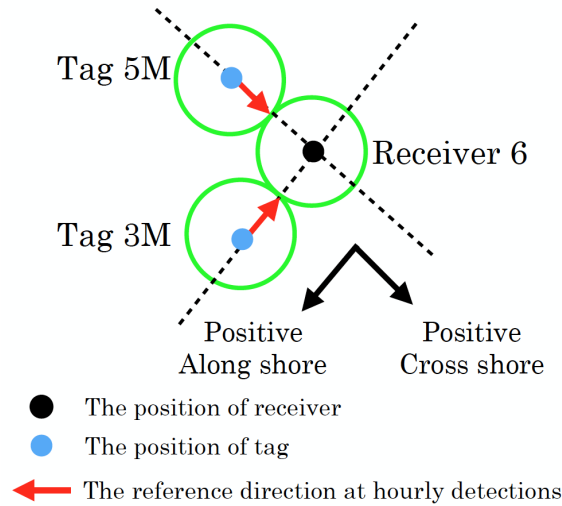 Tag 5M
Receiver 6
Tag 3M
Positive
Along shore
Positive
Cross shore
The position of receiver
The position of tag
The reference direction at hourly detections